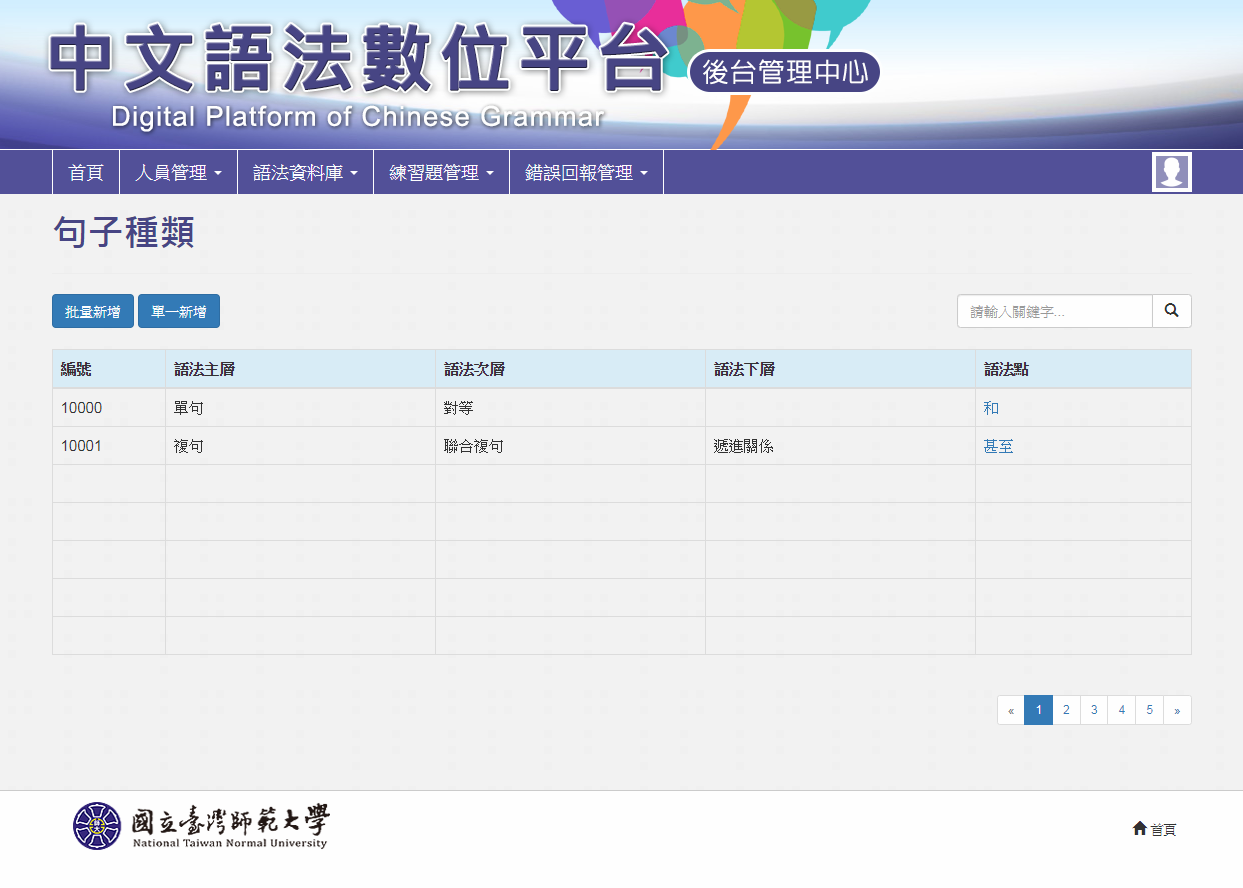 中文語法數位平台 後台管理中心
Digital Platform of Chinese Grammar
首頁 人員管理 語法資料庫 練習題管理 錯誤回報管理
句子種類
批量新增 單一新增 請輸入關鍵字...
編號 語法主層 語法次層 語法下層 語法點
10000 單句 對等 和
10001 複句 聯合複句 遞進關係 甚至
« 1 2 3 4 5 »
國立臺灣師範大學
National Taiwan Normal University
首頁